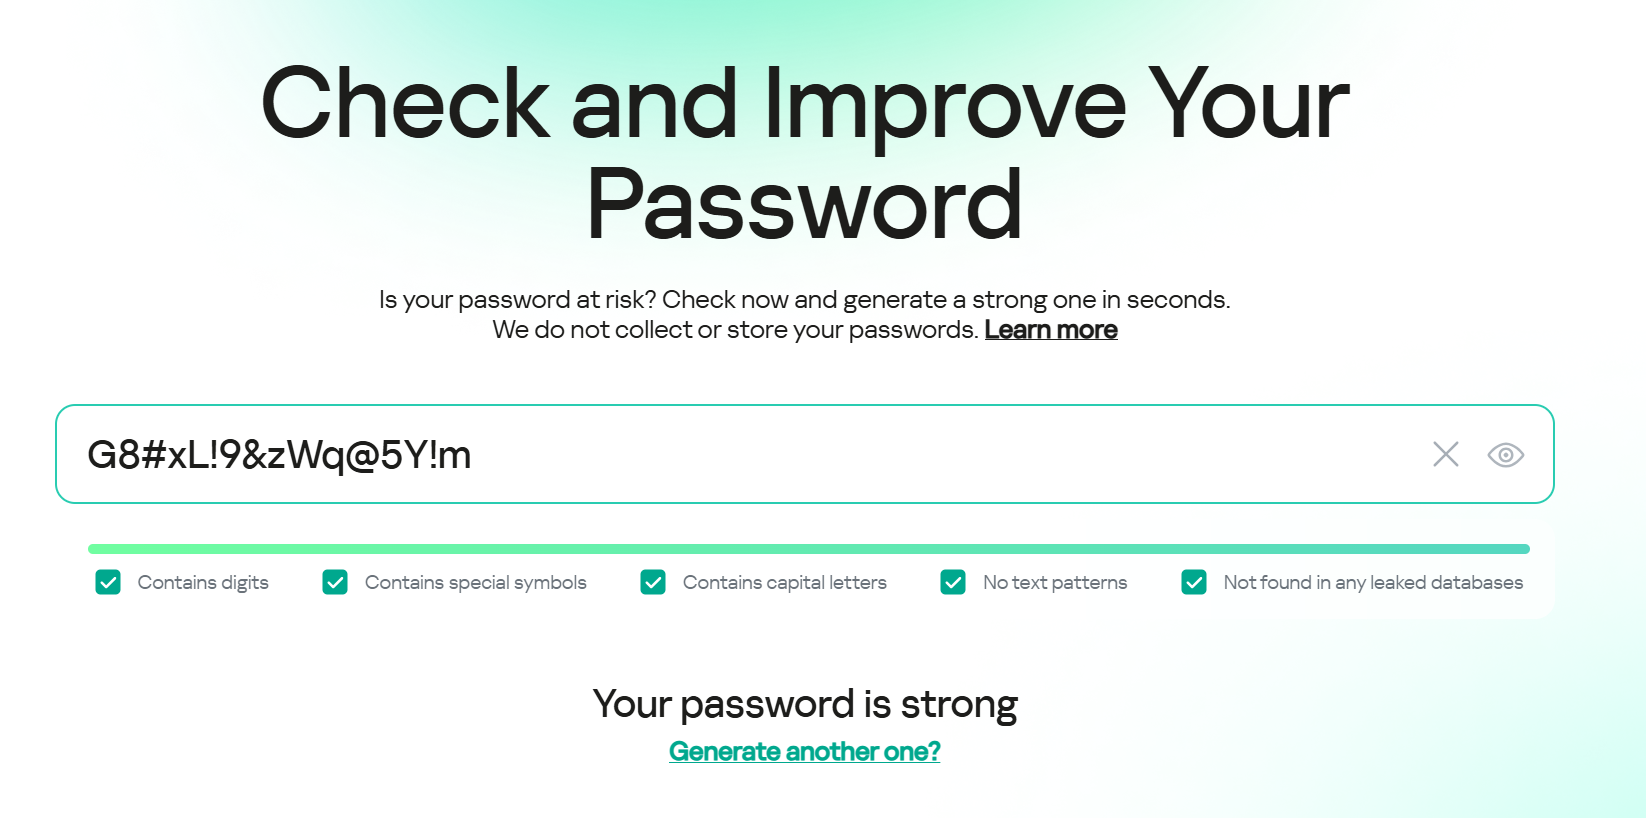 Check and Improve Your
Password
Is your password at risk? Check now and generate a strong one in seconds.
We do not collect or store your passwords. Learn more
G8#xL!9&zWq@5Y!m
Contains digits Contains special symbols Contains capital letters No text patterns Not found in any leaked databases
Your password is strong
Generate another one?